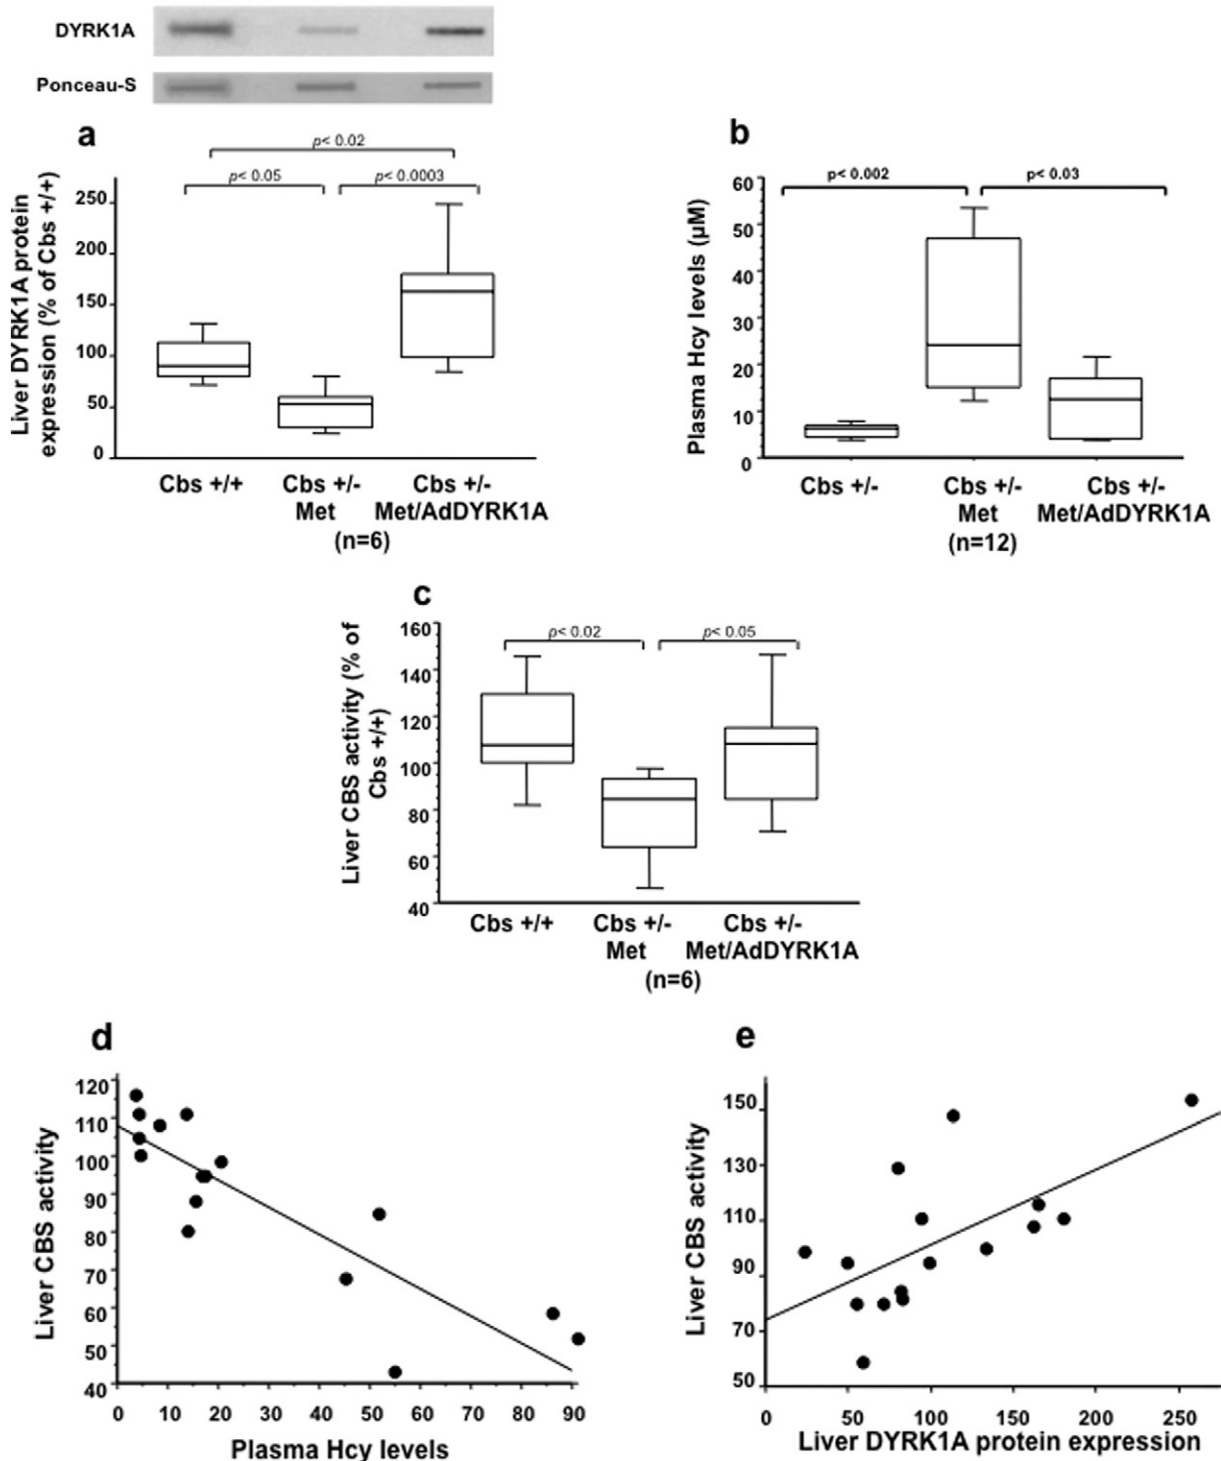 DYRK1A
Ponceau-S
a
p< 0.02
p< 0.05
p< 0.0003
Liver DYRK1A protein
expression (% of Cbs +/+)
250
200
150
100
50
0
Cbs +/+
Cbs +/-
Met
Cbs +/-
Met/AdDYRK1A
(n=6)
b
p< 0.002
p< 0.03
Plasma Hcy levels (µM)
60
50
40
30
20
10
0
Cbs +/-
Cbs +/-
Met
Cbs +/-
Met/AdDYRK1A
(n=12)
c
p< 0.02
p< 0.05
Liver CBS activity (% of
Cbs +/+)
160
140
120
100
80
60
40
Cbs +/+
Cbs +/-
Met
Cbs +/-
Met/AdDYRK1A
(n=6)
d
Liver CBS activity
120
110
100
90
80
70
60
50
40
0 10 20 30 40 50 60 70 80 90
Plasma Hcy levels
e
Liver CBS activity
150
130
110
90
70
50
0 50 100 150 200 250
Liver DYRK1A protein expression